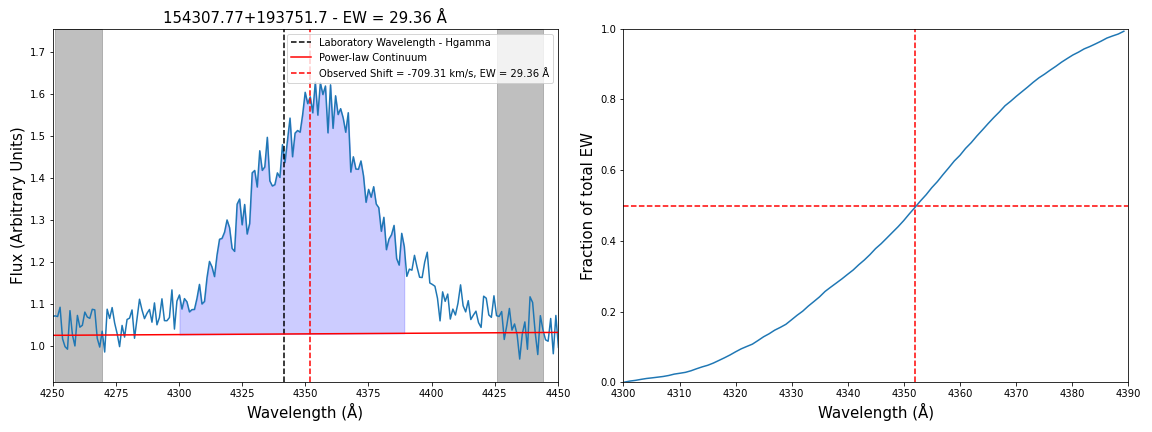 154307.77+193751.7 - EW = 29.36 Å
Laboratory Wavelength - Hgamma
Power-law Continuum
Observed Shift = -709.31 km/s, EW = 29.36 Å
Flux (Arbitrary Units)
1.7
1.6
1.5
1.4
1.3
1.2
1.1
1.0
4250 4275 4300 4325 4350 4375 4400 4425 4450
Wavelength (Å)
Fraction of total EW
1.0
0.8
0.6
0.4
0.2
0.0
4300 4310 4320 4330 4340 4350 4360 4370 4380 4390
Wavelength (Å)